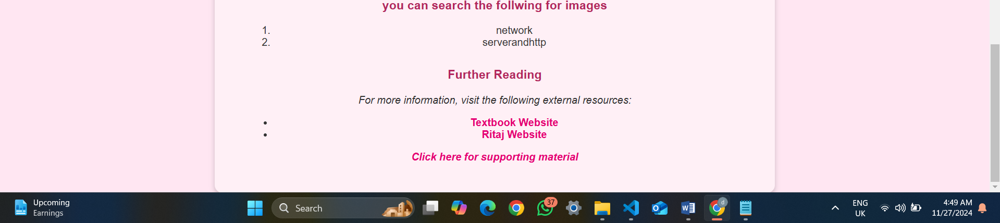 you can search the follwing for images
1. network
2. serverandhttp
Further Reading
For more information, visit the following external resources:
• Textbook Website
• Ritaj Website
Click here for supporting material
Upcoming
Earnings
Search
37
d
ENG
UK
4:49 AM
11/27/2024